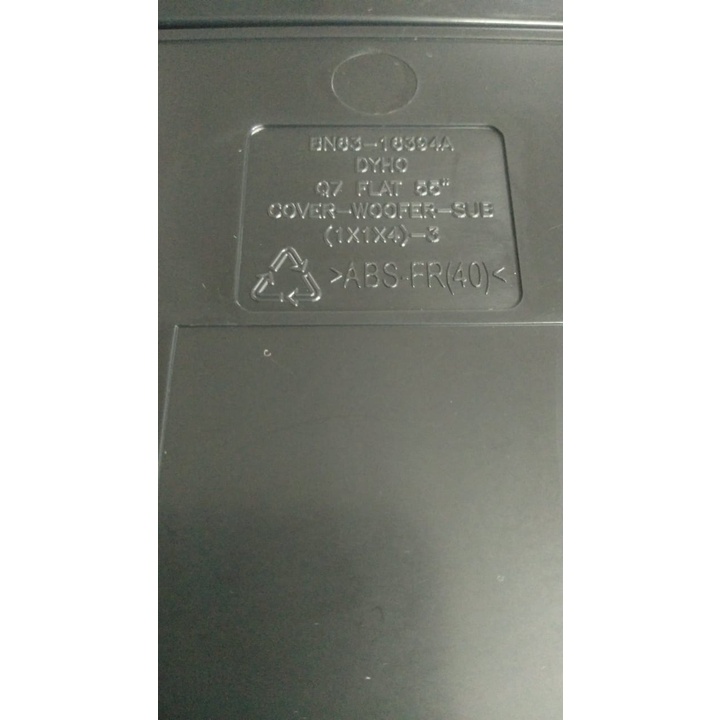 BN63-16394A
DYHO
Q7 FLAT 55"
COVER-WOOFER-SUB
(1X1X4)-3
>ABS-FR(40)<